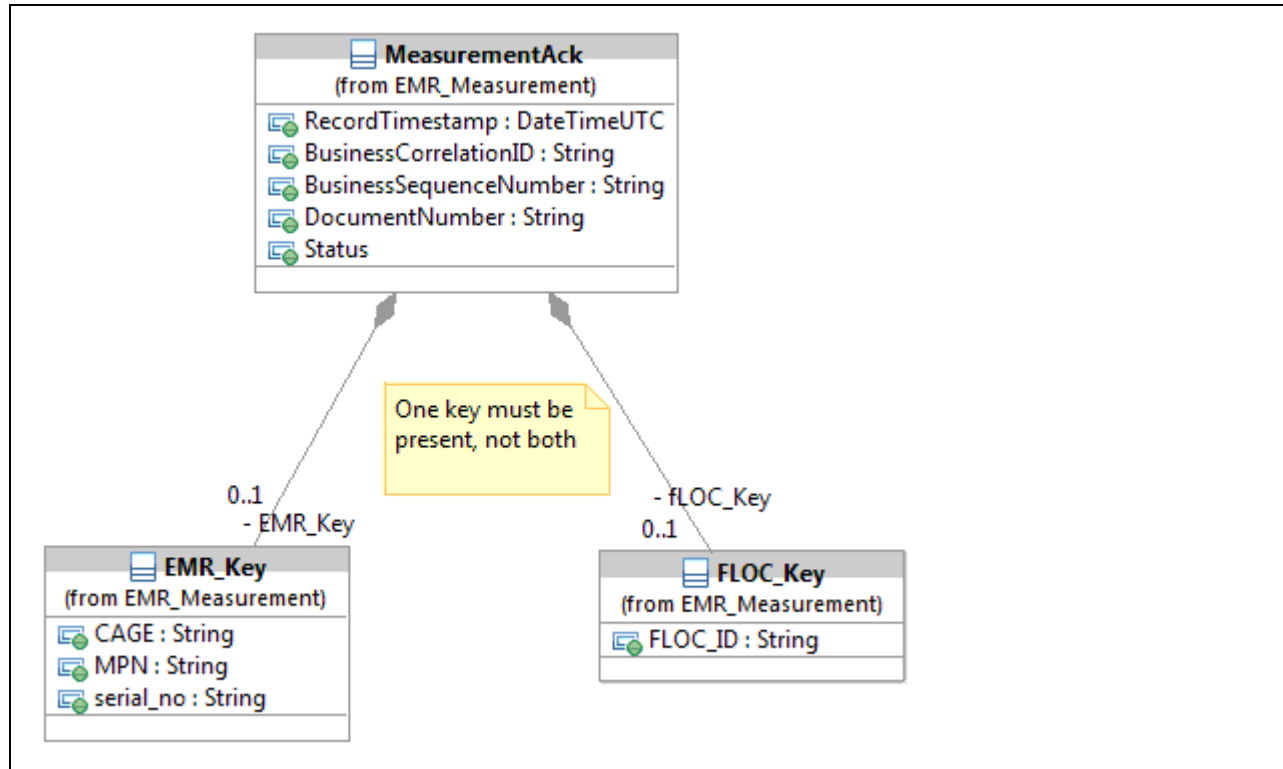 MeasurementAck
(from EMR_Measurement)
RecordTimestamp : DateTimeUTC
BusinessCorrelationID : String
BusinessSequenceNumber : String
DocumentNumber : String
Status
One key must be
present, not both
0..1
- EMR_Key
- fLOC_Key
0..1
EMR_Key
(from EMR_Measurement)
CAGE : String
MPN : String
serial_no : String
FLOC_Key
(from EMR_Measurement)
FLOC_ID : String